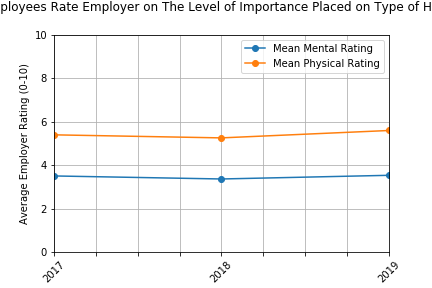 ployees Rate Employer on The Level of Importance Placed on Type of H
10
8
6
4
2
0
Average Employer Rating (0-10)
Mean Mental Rating
Mean Physical Rating
2017
2018
2019